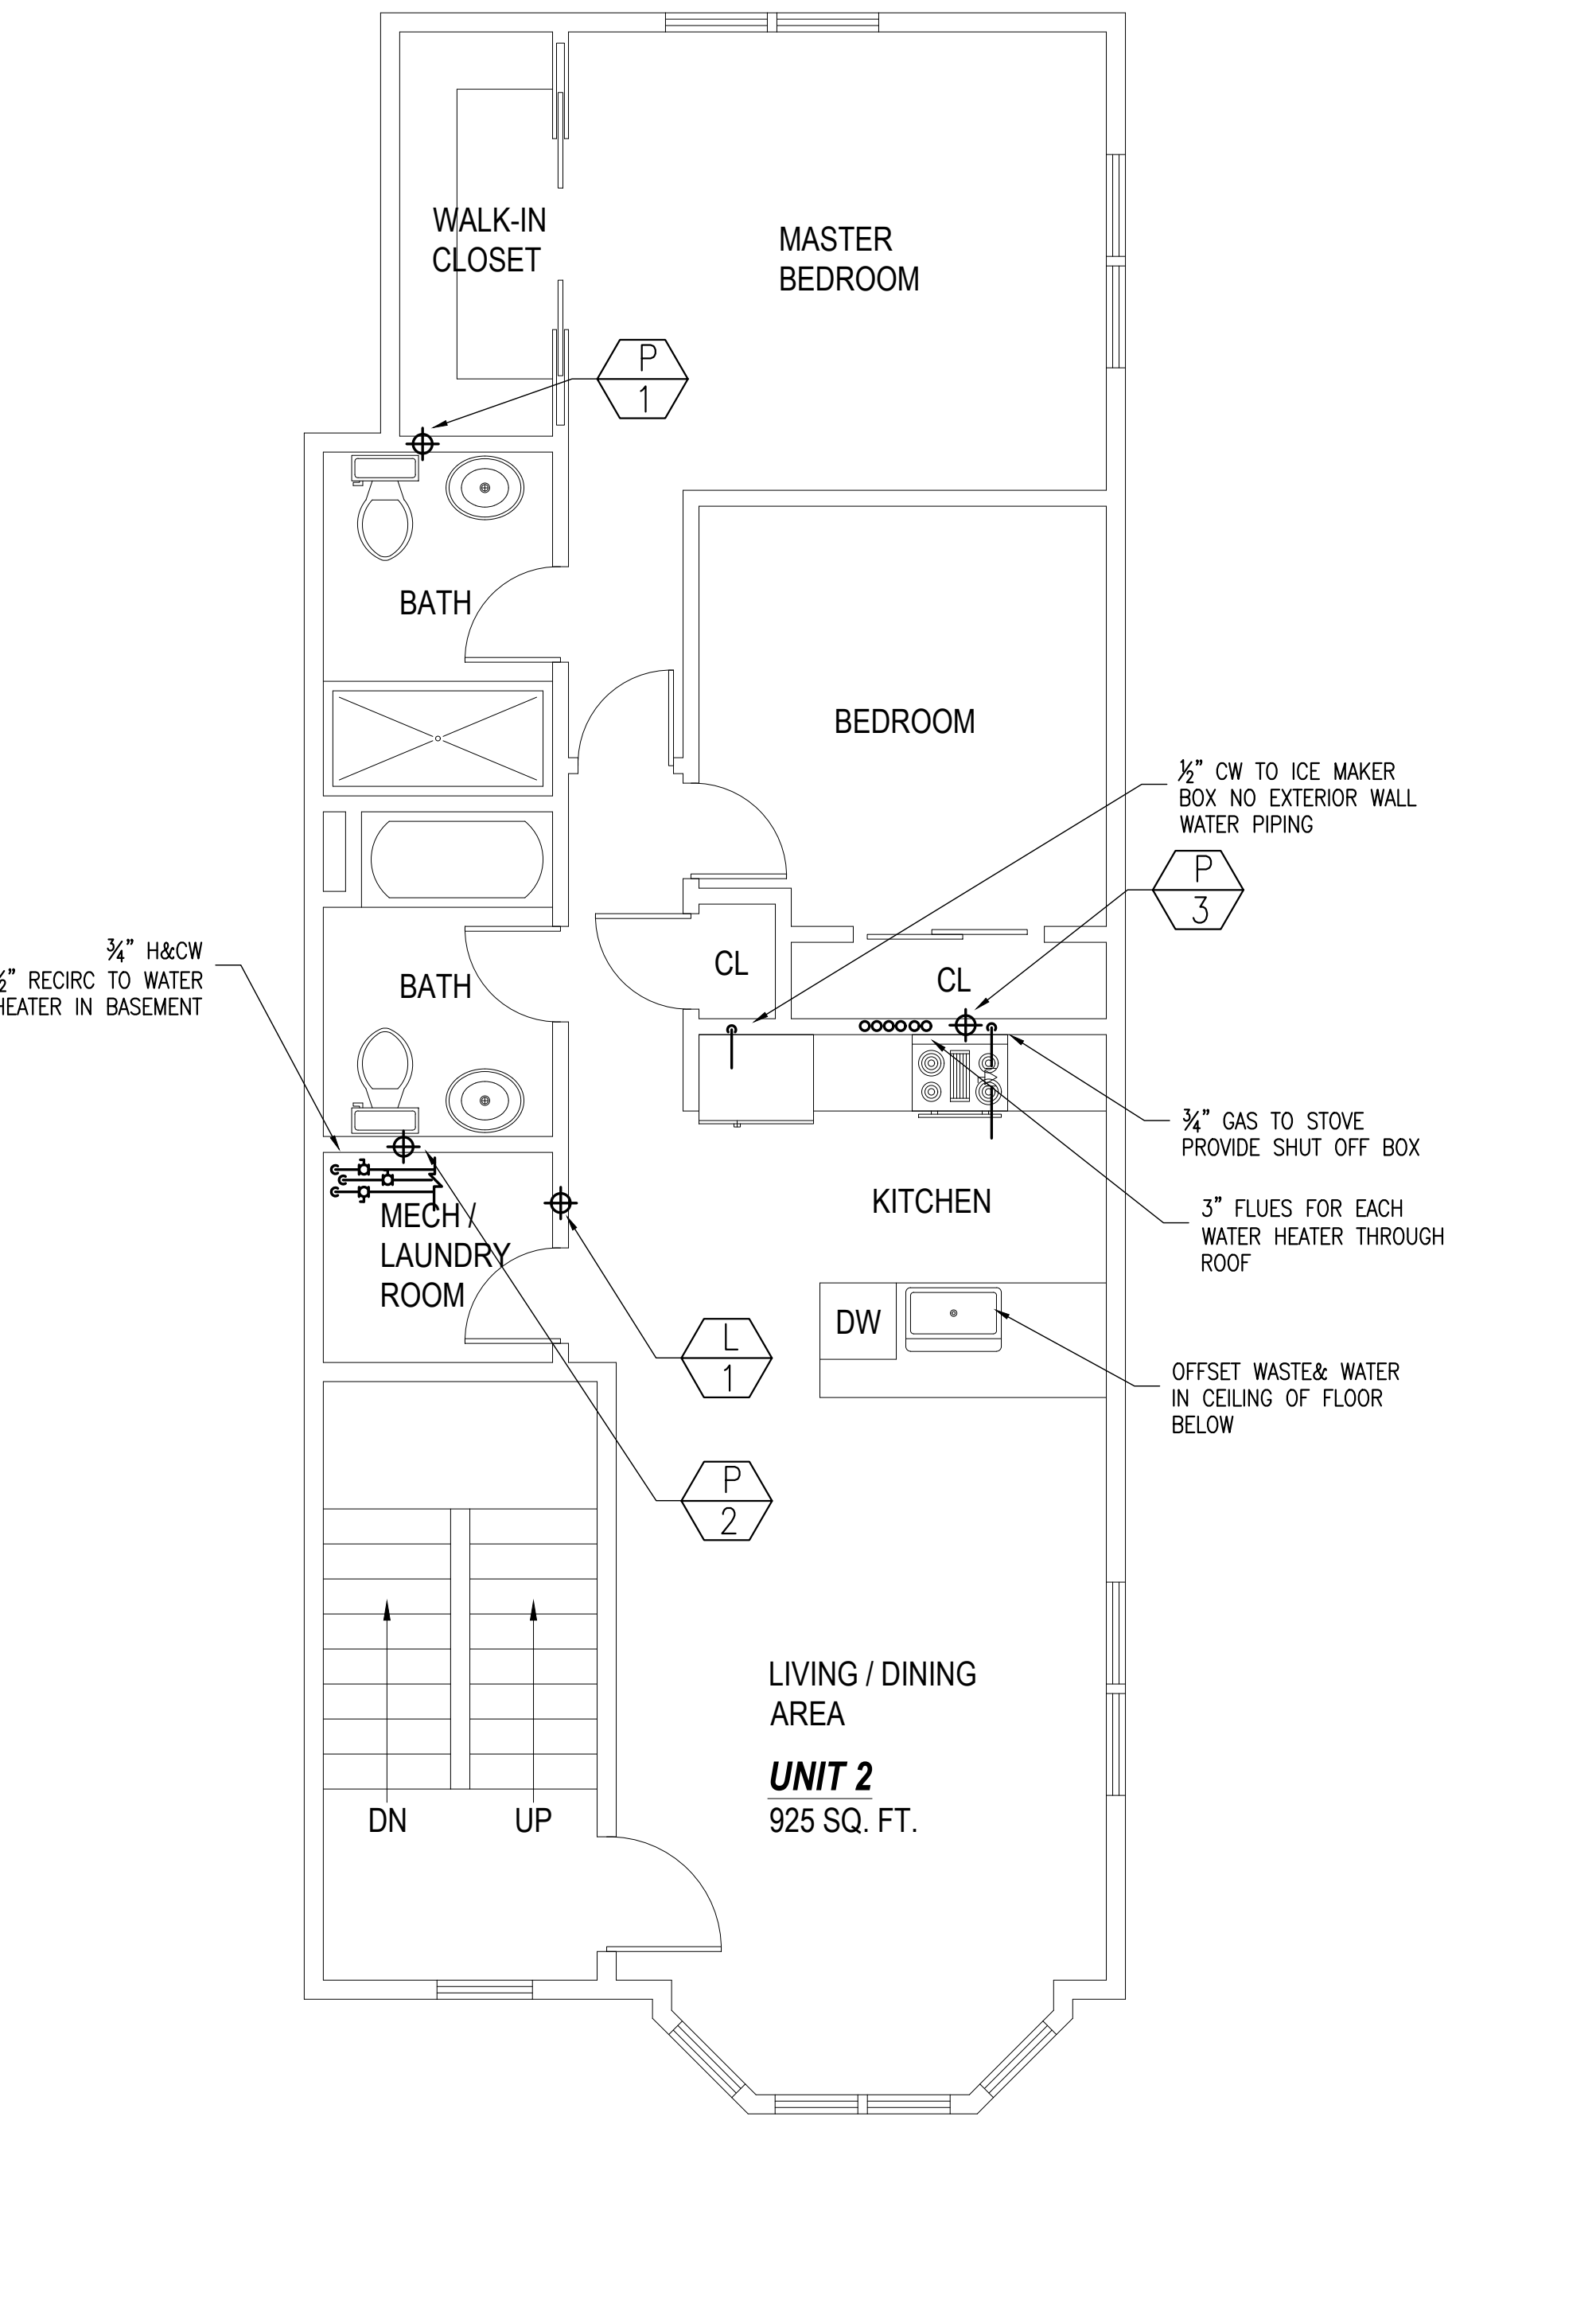 WALK-IN
CLOSET
MASTER
BEDROOM
P
1
BATH
BEDROOM
½” CW TO ICE MAKER
BOX NO EXTERIOR WALL
WATER PIPING
P
3
¾” H&CW
½” RECIRC TO WATER
HEATER IN BASEMENT
BATH
CL
CL
¾” GAS TO STOVE
PROVIDE SHUT OFF BOX
KITCHEN
3” FLUES FOR EACH
WATER HEATER THROUGH
ROOF
MECH /
LAUNDRY
ROOM
DW
L
1
OFFSET WASTE& WATER
IN CEILING OF FLOOR
BELOW
P
2
LIVING / DINING
AREA
UNIT 2
925 SQ. FT.
DN
UP